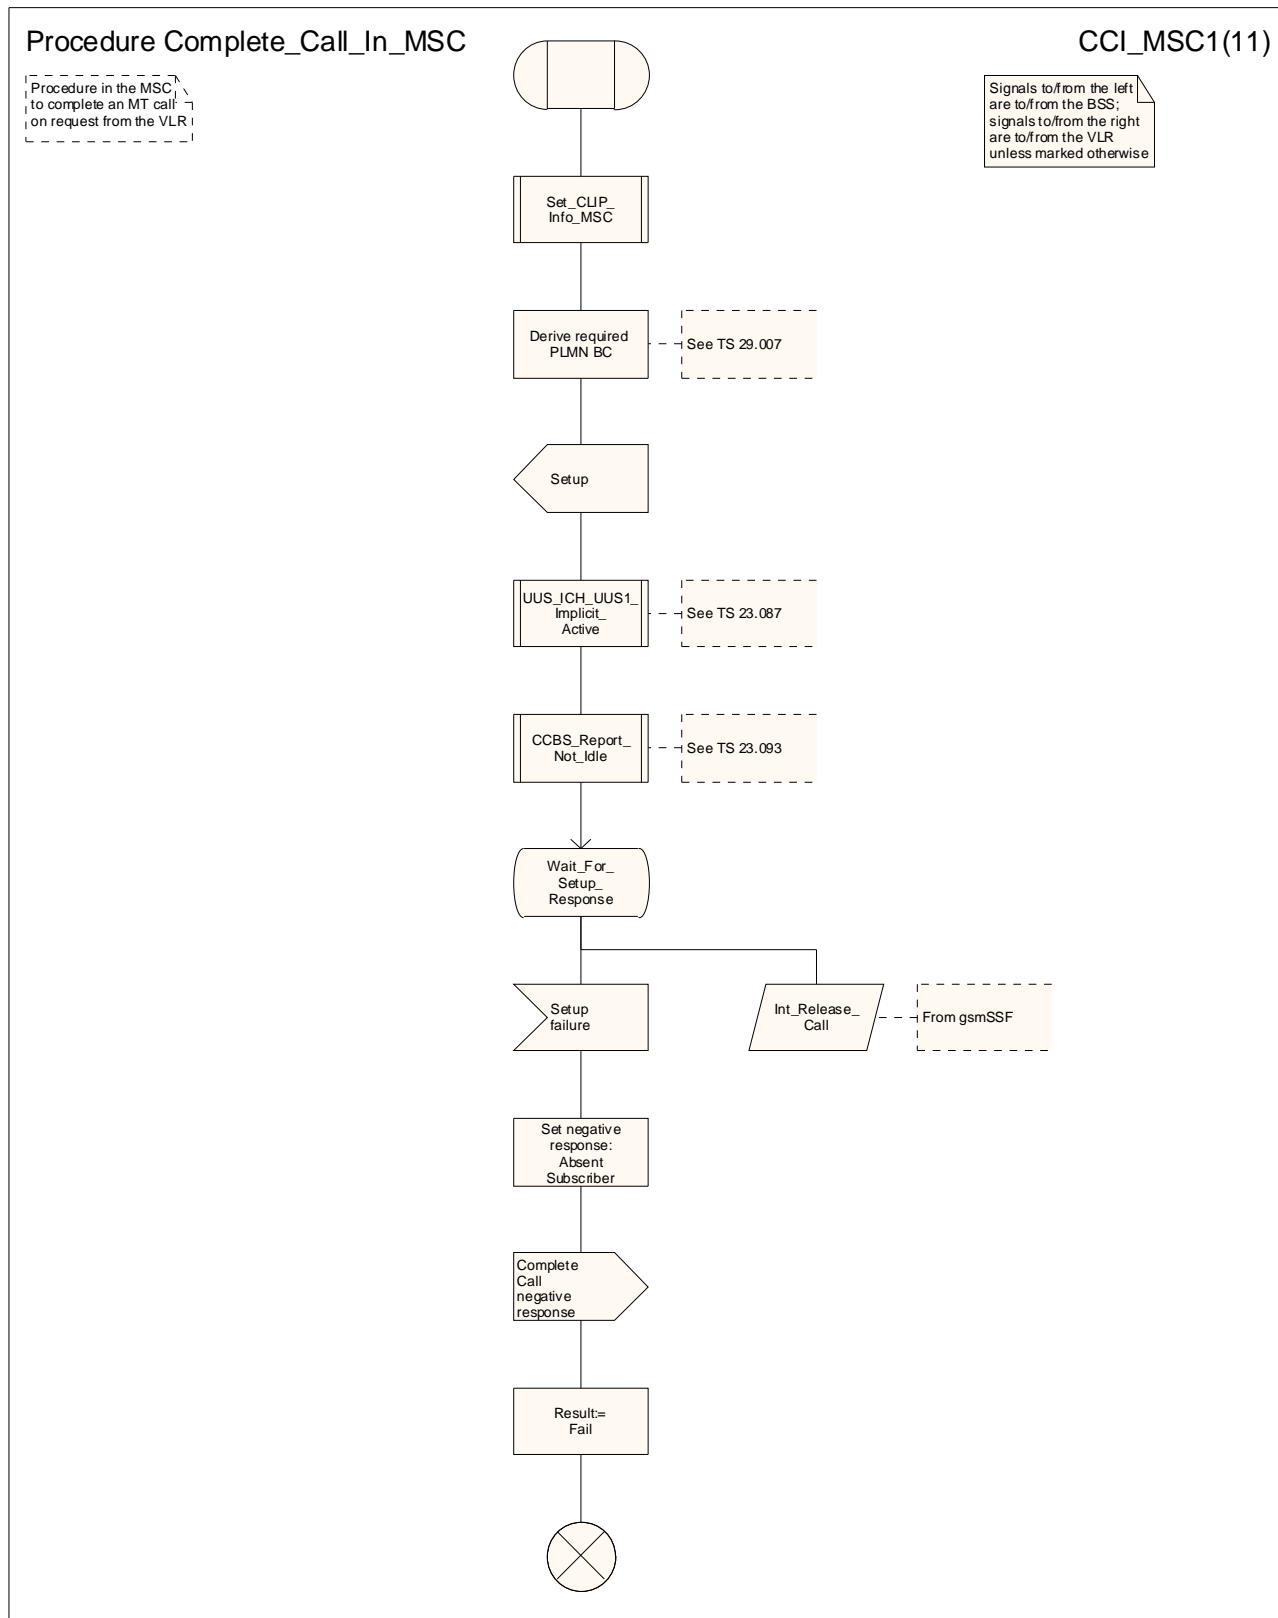 Procedure Complete_Call_In_MSC
CCI_MSC1(11)
Procedure in the MSC
to complete an MT call
on request from the VLR
Signals to/from the left
are to/from the BSS;
signals to/from the right
are to/from the VLR
unless marked otherwise
Set_CLIP_
Info_MSC
Derive required
PLMN BC
See TS 29.007
Setup
UUS_ICH_UUS1_
Implicit_
Active
See TS 23.087
CCBS_Report_
Not_Idle
See TS 23.093
Wait_For_
Setup_
Response
Setup
failure
Int_Release_
Call
From gsmSSF
Set negative
response:
Absent
Subscriber
Complete
Call
negative
response
Result:=
Fail